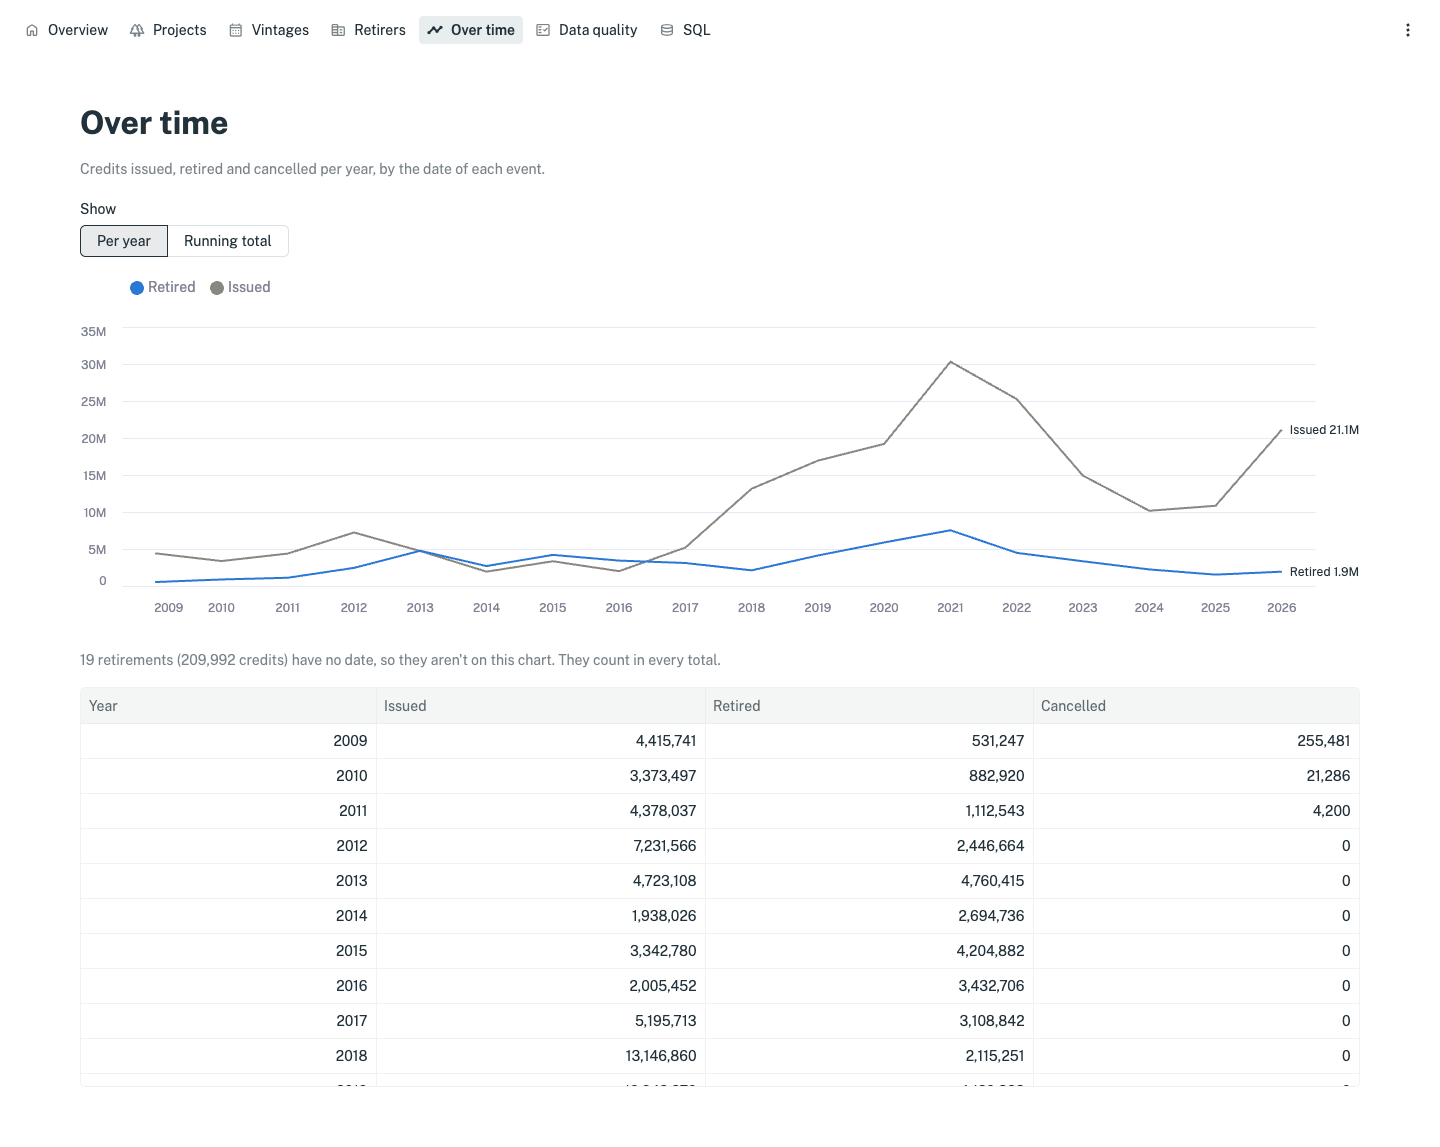 Overview Projects Vintages Retirers Over time Data quality SQL
Over time
Credits issued, retired and cancelled per year, by the date of each event.
Show
Per year Running total
Retired Issued
35M
30M
25M
20M
15M
10M
5M
0
Issued 21.1M
Retired 1.9M
2009 2010 2011 2012 2013 2014 2015 2016 2017 2018 2019 2020 2021 2022 2023 2024 2025 2026
19 retirements (209,992 credits) have no date, so they aren't on this chart. They count in every total.
Year Issued Retired Cancelled
2009 4,415,741 531,247 255,481
2010 3,373,497 882,920 21,286
2011 4,378,037 1,112,543 4,200
2012 7,231,566 2,446,664 0
2013 4,723,108 4,760,415 0
2014 1,938,026 2,694,736 0
2015 3,342,780 4,204,882 0
2016 2,005,452 3,432,706 0
2017 5,195,713 3,108,842 0
2018 13,146,860 2,115,251 0